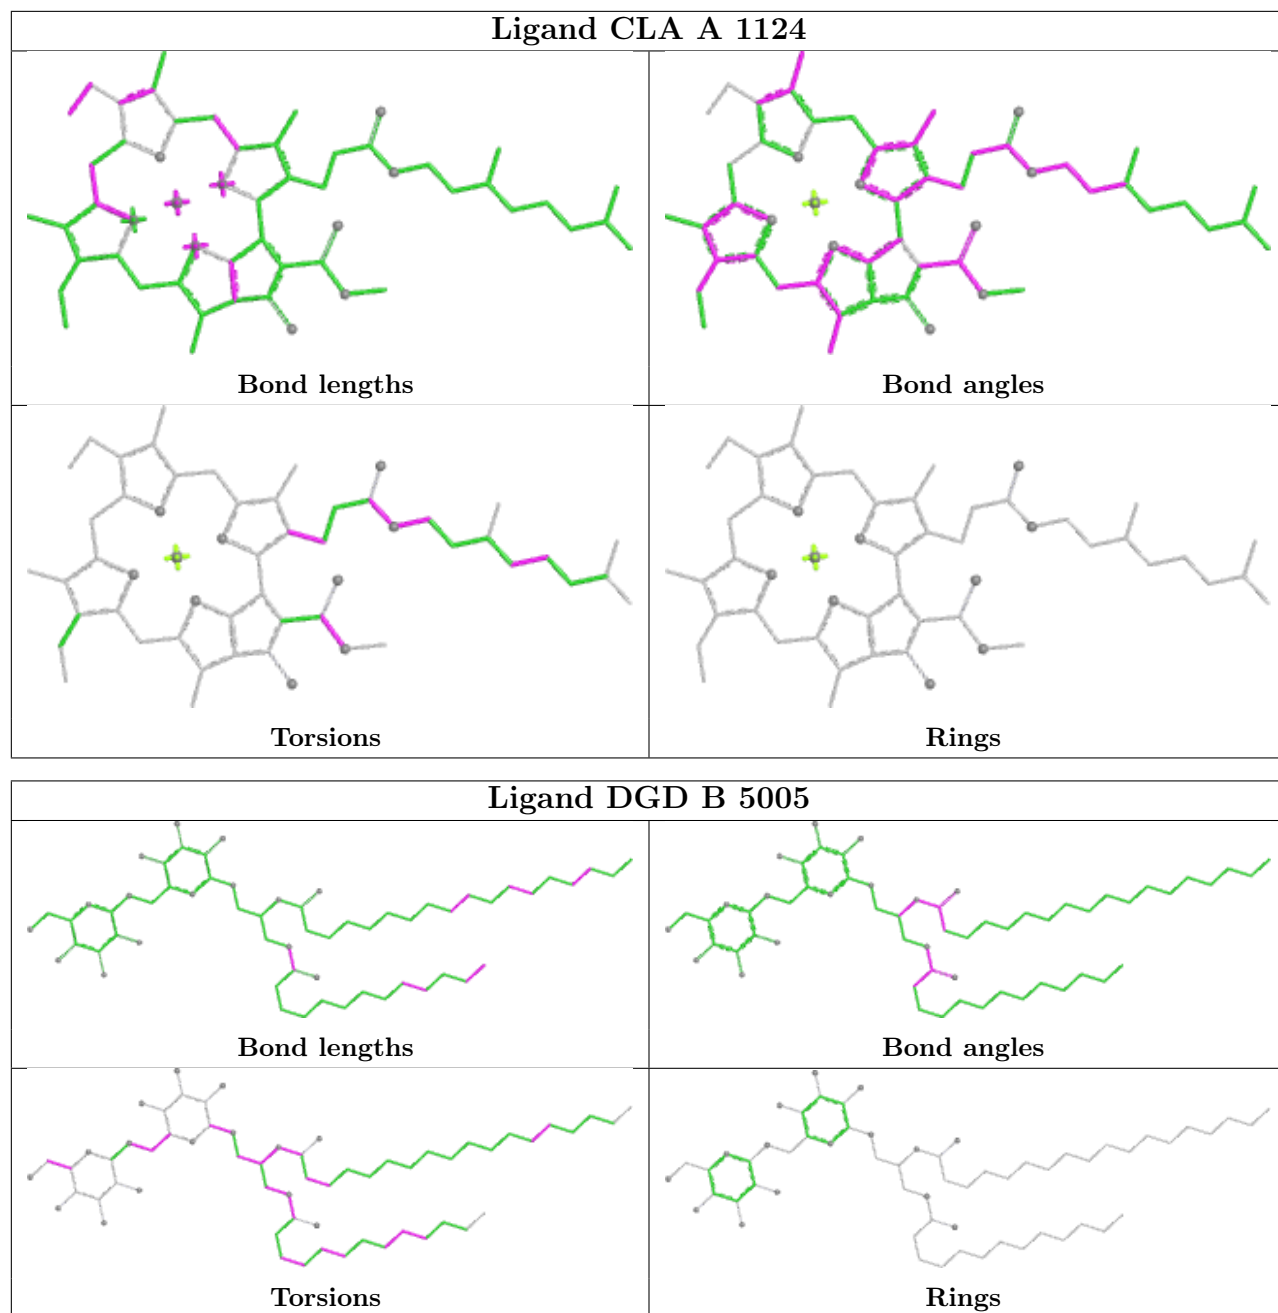 Ligand CLA A 1124
Bond lengths
Bond angles
Torsions
Rings
Ligand DGD B 5005
Bond lengths
Bond angles
Torsions
Rings